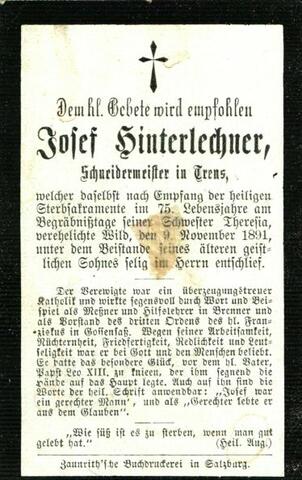 Dem hl. Gebete wird empfohlen
Josef Hinterlechner,
Schneidermeister in Trens,
welcher daselbst nach Empfang der heiligen
Sterbsakramente im 75. Lebensjahre am
Begräbnißtage seiner Schwester Theresia,
verehelichte Wild, den 9. November 1891,
unter dem Beistande seines älteren geist-
lichen Sohnes selig im Herrn entschlief.
Der Verewigte war ein überzeugungstreuer
Katholik und wirkte segensvoll durch Wort und Bei-
spiel als Meßner und Hilfslehrer in Brenner und
als Vorstand des dritten Ordens des hl. Fran-
ziskus in Goßensaß. Wegen seiner Arbeitsamkeit,
Nüchternheit, Friedfertigkeit, Redlichkeit und Leut-
seligkeit war er bei Gott und den Menschen beliebt.
Er hatte das besondere Glück, vor dem hl. Vater,
Papst Leo XIII. zu knieen, der ihm segnend die
Hände auf das Haupt legte. Auch auf ihn sind die
Worte der heil. Schrift anwendbar: „Josef war
ein gerechter Mann‘, und als „Gerechter lebte er
aus dem Glauben“.
„Wie süß ist es zu sterben, wenn man gut
gelebt hat.“ (Heil. Aug.)
Zaunrith'sche Buchdruckerei in Salzburg.